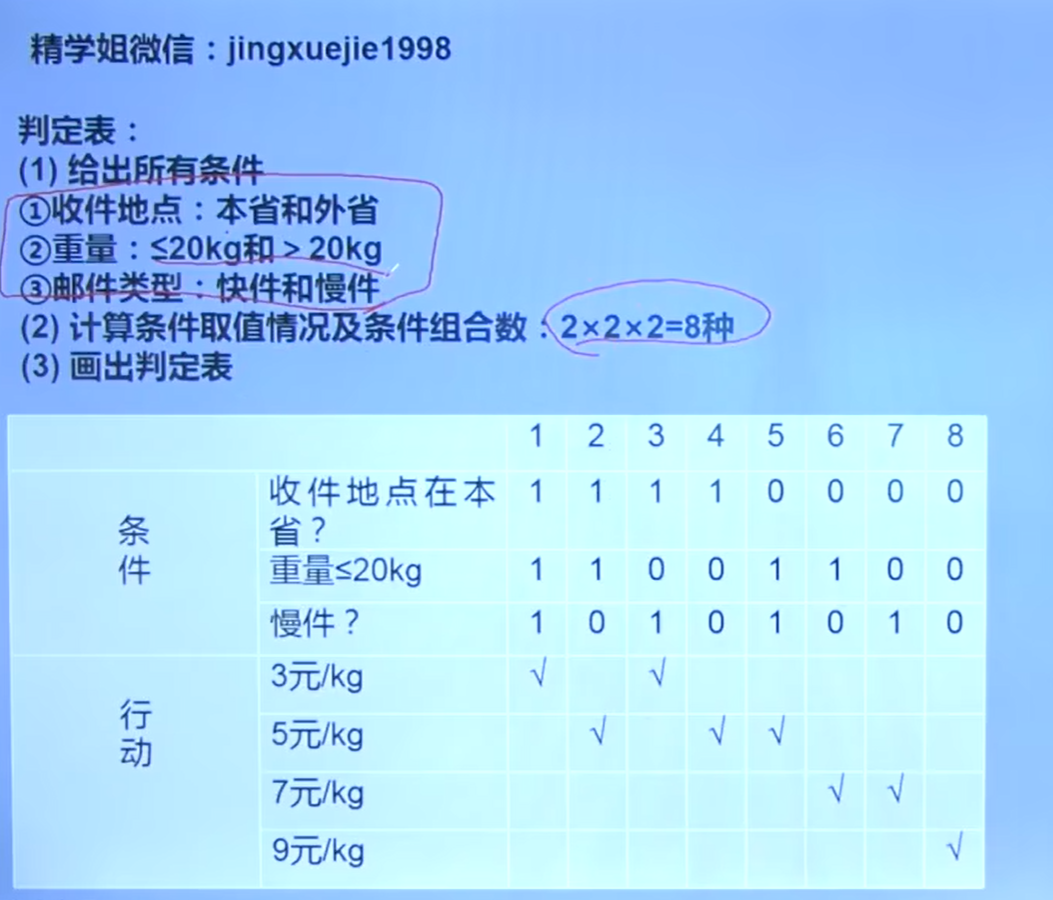 精学姐微信：jingxuejie1998
判定表：
(1) 给出所有条件
①收件地点：本省和外省
②重量：≤20kg和＞20kg
③邮件类型：快件和慢件
(2) 计算条件取值情况及条件组合数：2×2×2=8种
(3) 画出判定表
1 2 3 4 5 6 7 8
条件
收件地点在本省？ 1 1 1 1 0 0 0 0
重量≤20kg 1 1 0 0 1 1 0 0
慢件？ 1 0 1 0 1 0 1 0
行动
3元/kg √ √
5元/kg √ √ √
7元/kg √ √
9元/kg √